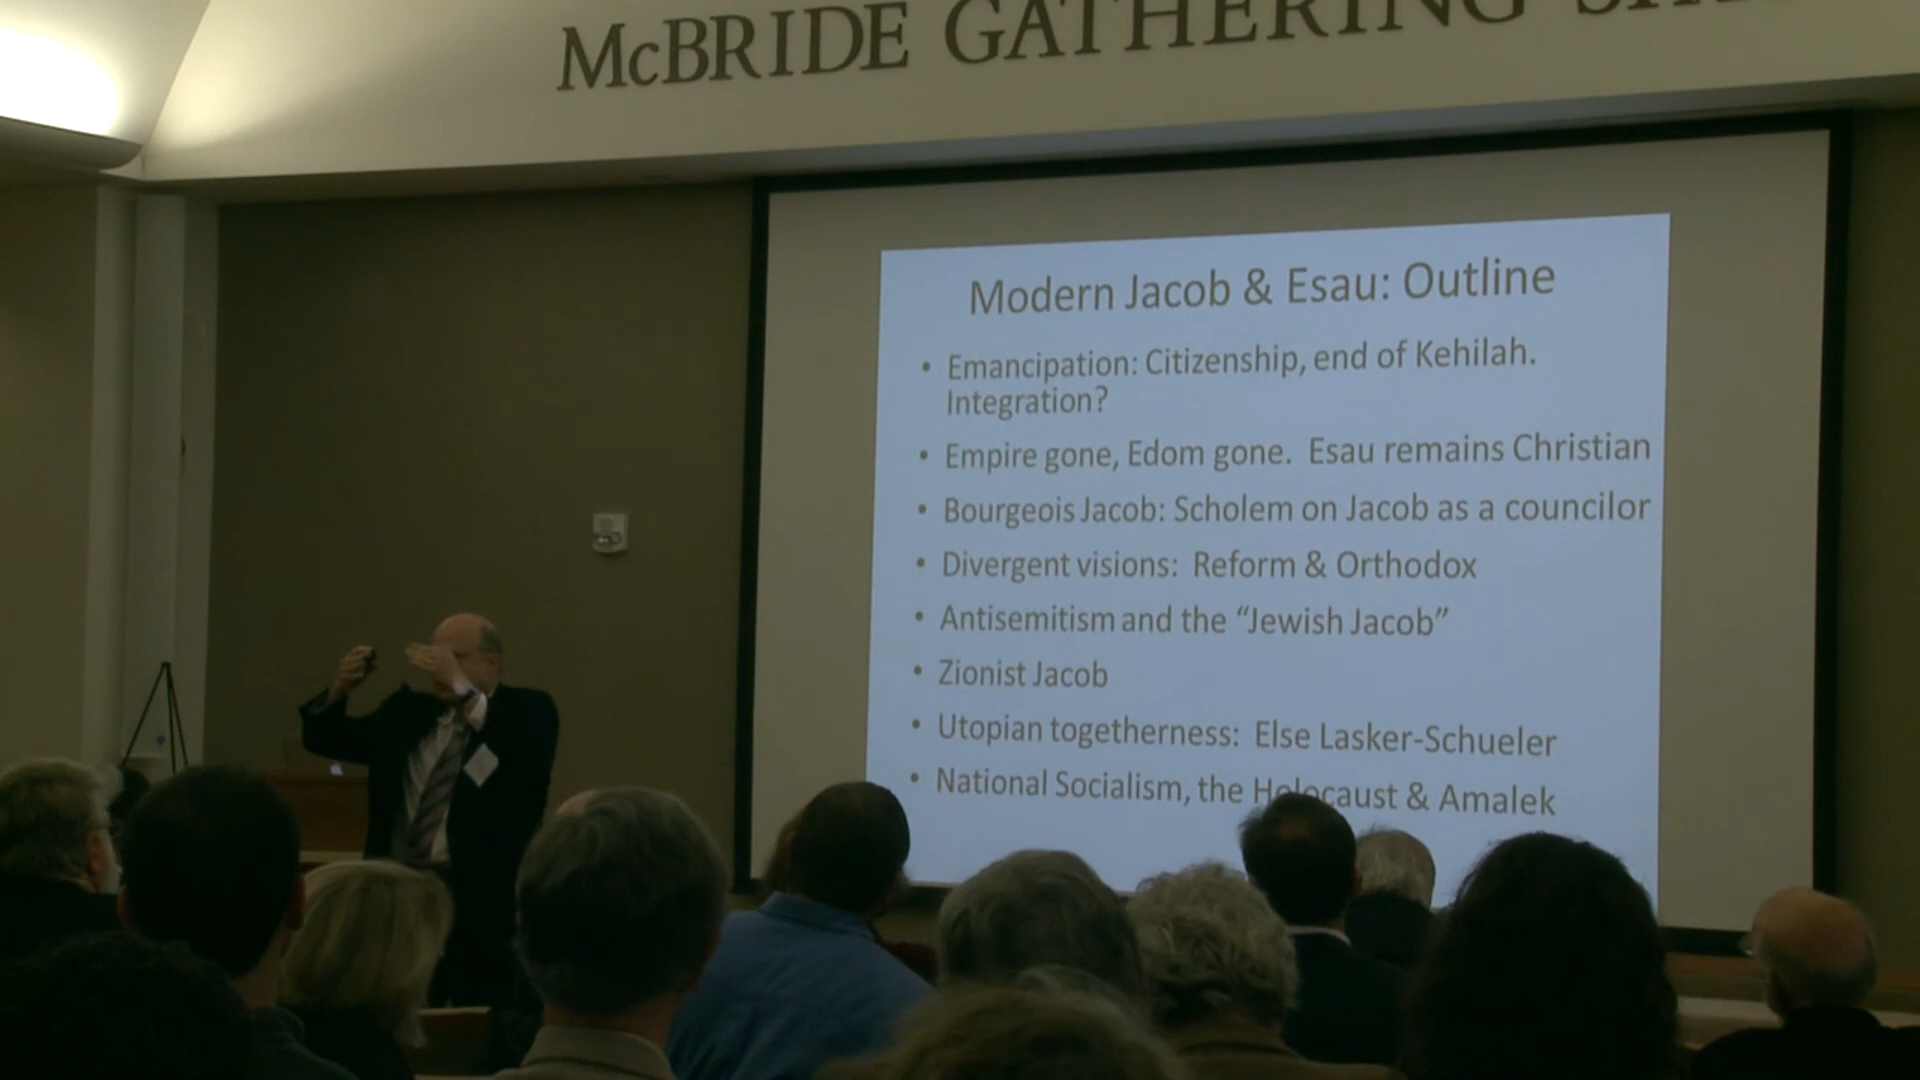 McBRIDE GATHERING
Modern Jacob & Esau: Outline
• Emancipation: Citizenship, end of Kehilah.
Integration?
• Empire gone, Edom gone. Esau remains Christian
• Bourgeois Jacob: Scholem on Jacob as a councilor
• Divergent visions: Reform & Orthodox
• Antisemitism and the “Jewish Jacob”
• Zionist Jacob
• Utopian togetherness: Else Lasker-Schueler
• National Socialism, the Holocaust & Amalek